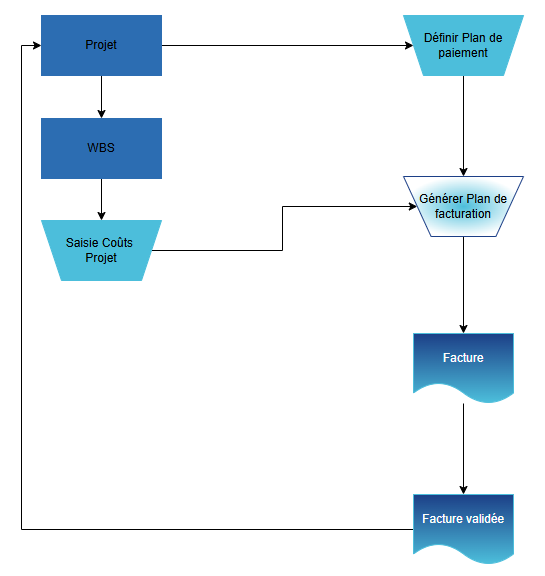 Projet
Définir Plan de
paiement
WBS
Générer Plan de
facturation
Saisie Coûts
Projet
Facture
Facture validée